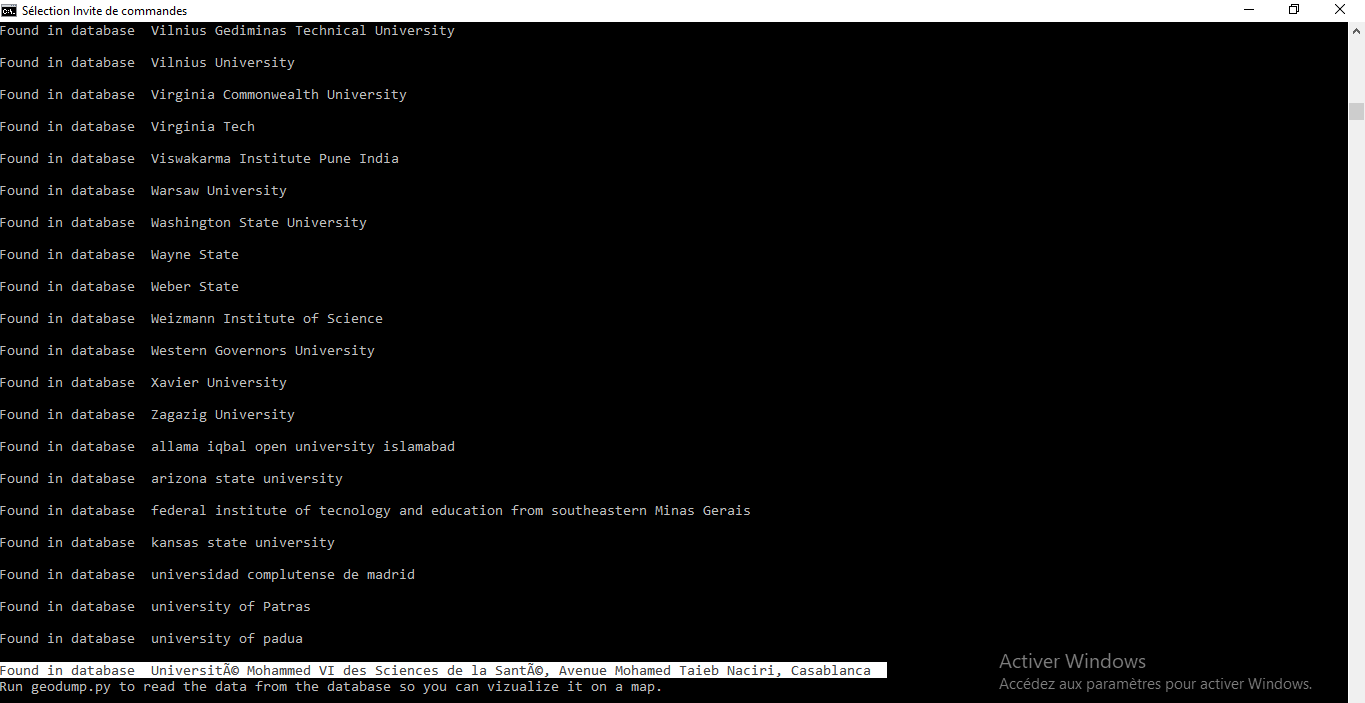 Sélection Invite de commandes
Found in database  Vilnius Gediminas Technical University
Found in database  Vilnius University
Found in database  Virginia Commonwealth University
Found in database  Virginia Tech
Found in database  Viswakarma Institute Pune India
Found in database  Warsaw University
Found in database  Washington State University
Found in database  Wayne State
Found in database  Weber State
Found in database  Weizmann Institute of Science
Found in database  Western Governors University
Found in database  Xavier University
Found in database  Zagazig University
Found in database  allama iqbal open university islamabad
Found in database  arizona state university
Found in database  federal institute of tecnology and education from southeastern Minas Gerais
Found in database  kansas state university
Found in database  universidad complutense de madrid
Found in database  university of Patras
Found in database  university of padua
Found in database  UniversitÃ© Mohammed VI des Sciences de la SantÃ©, Avenue Mohamed Taieb Naciri, Casablanca
Run geodump.py to read the data from the database so you can vizualize it on a map.
Activer Windows
Accédez aux paramètres pour activer Windows.